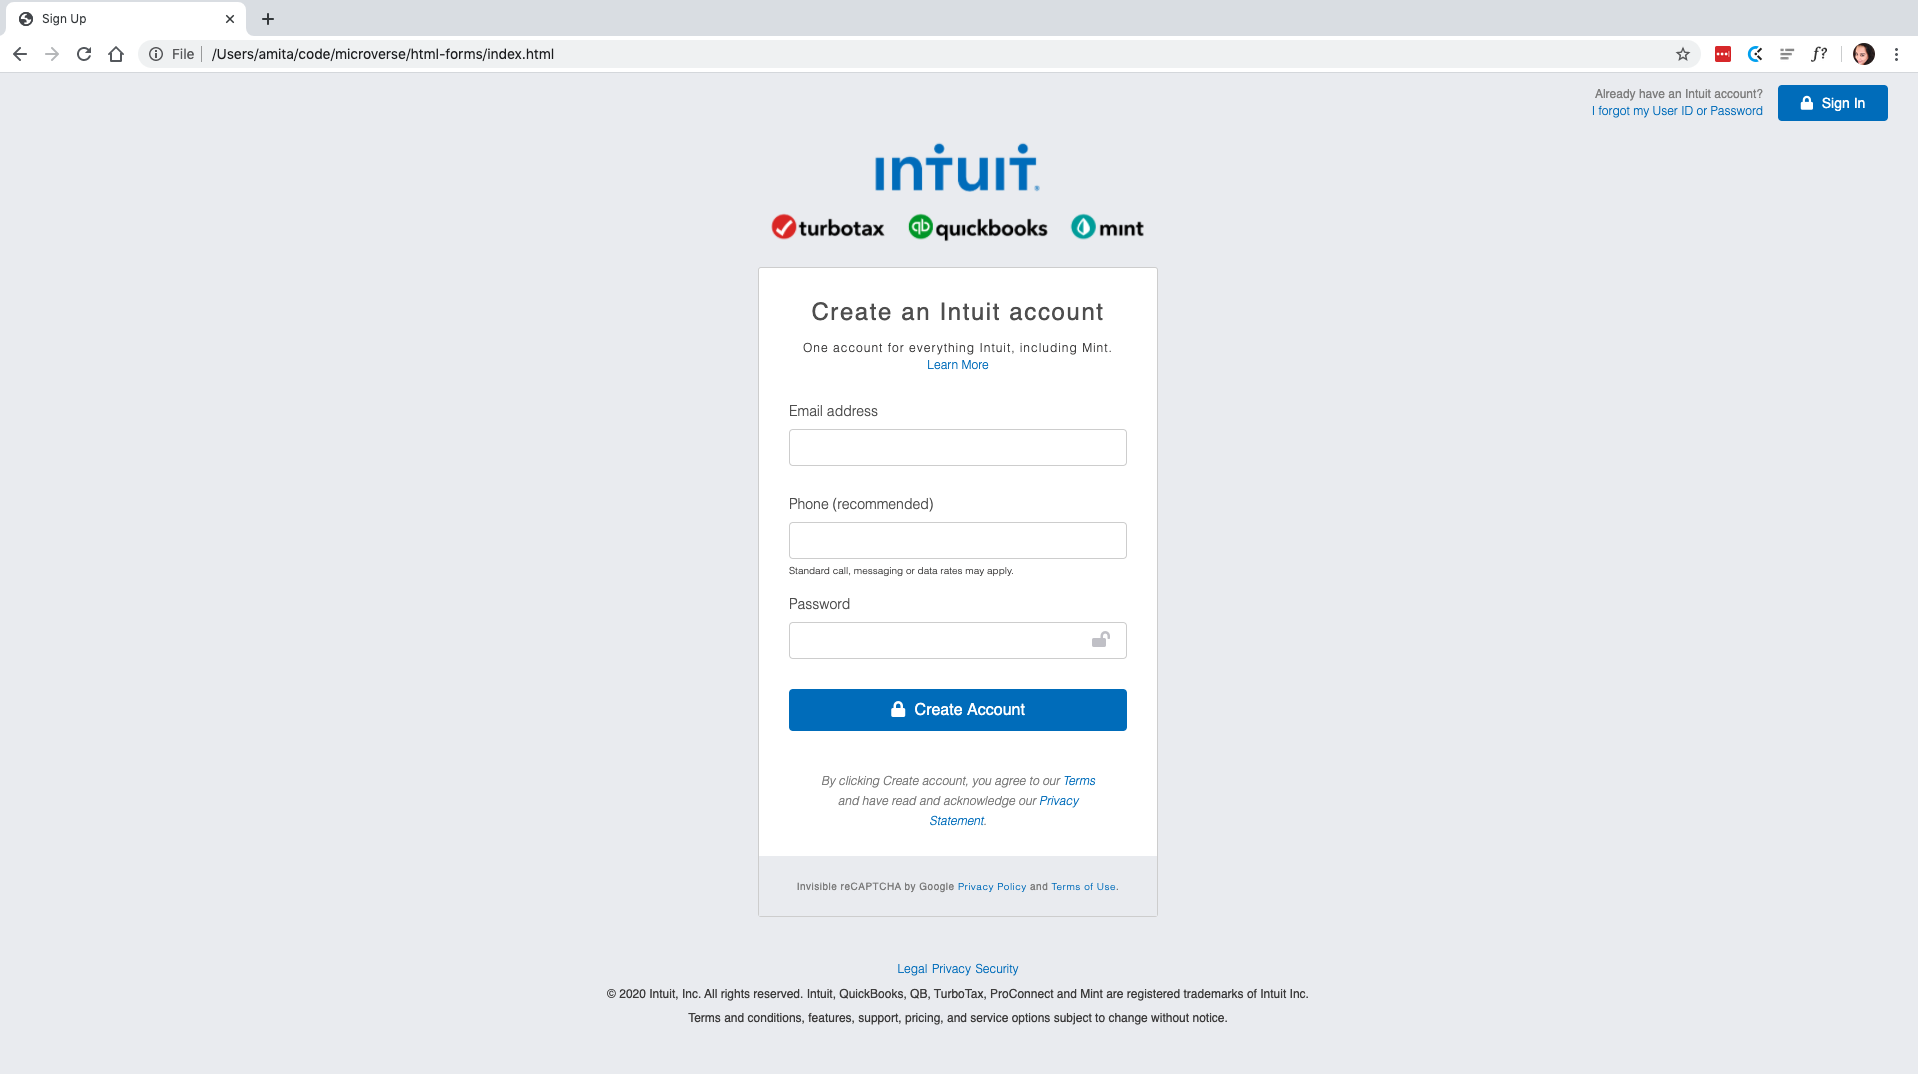 Sign Up
File /Users/amita/code/microverse/html-forms/index.html
f?
Already have an Intuit account?
I forgot my User ID or Password
Sign In
ıntuıt.
turbotax qb quıckbooks mınt
Create an Intuit account
One account for everything Intuit, including Mint.
Learn More
Email address
Phone (recommended)
Standard call, messaging or data rates may apply.
Password
Create Account
By clicking Create account, you agree to our Terms
and have read and acknowledge our Privacy
Statement.
Invisible reCAPTCHA by Google Privacy Policy and Terms of Use.
Legal Privacy Security
© 2020 Intuit, Inc. All rights reserved. Intuit, QuickBooks, QB, TurboTax, ProConnect and Mint are registered trademarks of Intuit Inc.
Terms and conditions, features, support, pricing, and service options subject to change without notice.